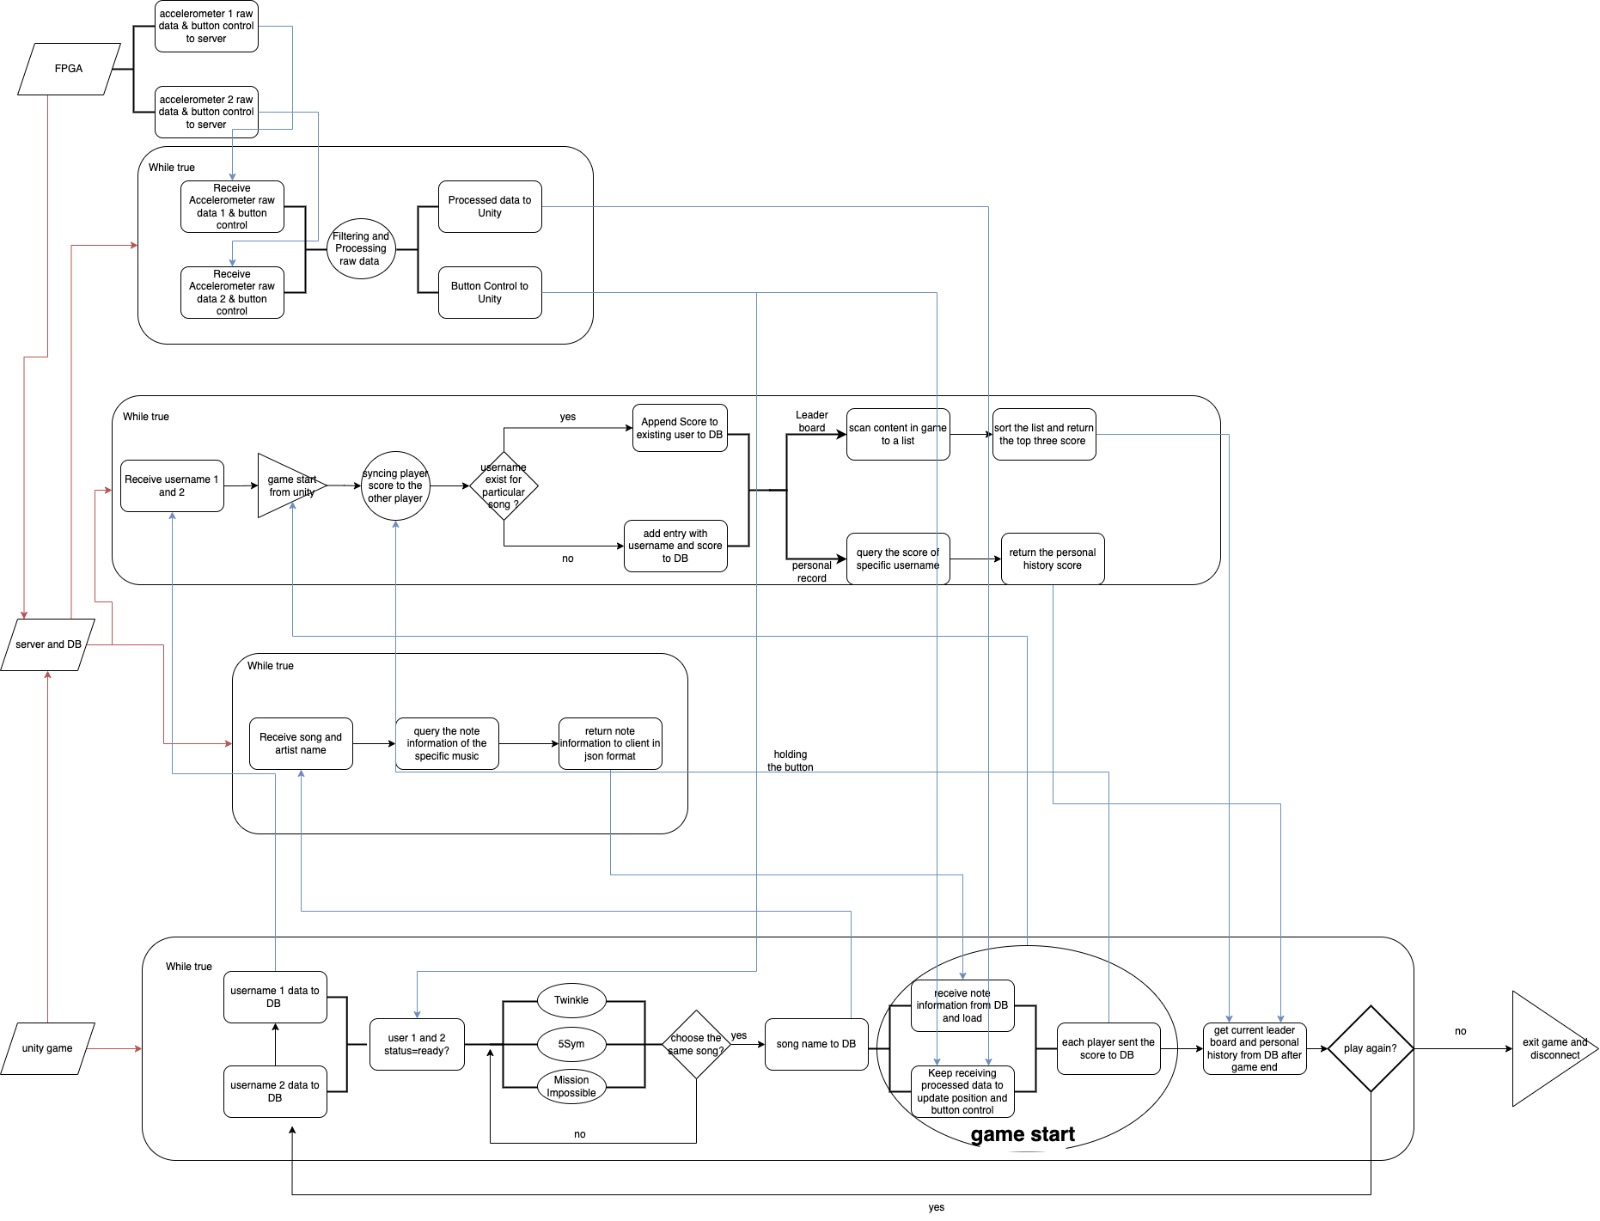 accelerometer 1 raw
data & button control
to server
FPGA
accelerometer 2 raw
data & button control
to server
While true
Receive
Accelerometer raw
data 1 & button
control
Processed data to
Unity
Filtering and
Processing
raw data
Receive
Accelerometer raw
data 2 & button
control
Button Control to
Unity
While true
Receive username 1
and 2
game start
from unity
syncing player
score to the
other player
username
exist for
particular
song ?
yes
Append Score to
existing user to DB
no
add entry with
username and score
to DB
Leader
board
scan content in game
to a list
sort the list and return
the top three score
personal
record
query the score of
specific username
return the personal
history score
server and DB
While true
Receive song and
artist name
query the note
information of the
specific music
return note
information to client in
json format
holding
the button
While true
unity game
username 1 data to
DB
username 2 data to
DB
user 1 and 2
status=ready?
Twinkle
5Sym
Mission
Impossible
choose the
same song?
yes
no
song name to DB
receive note
information from DB
and load
Keep receiving
processed data to
update position and
button control
game start
each player sent the
score to DB
get current leader
board and personal
history from DB after
game end
play again?
no
exit game and
disconnect
yes